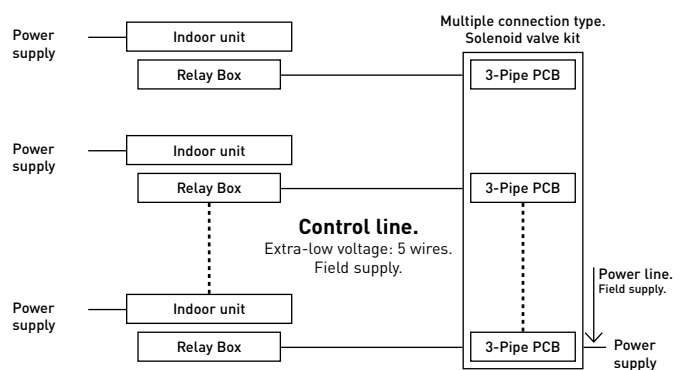 Multiple connection type.
Solenoid valve kit
Power
supply
Indoor unit
Relay Box
3-Pipe PCB
Power
supply
Indoor unit
Relay Box
3-Pipe PCB
Control line.
Extra-low voltage: 5 wires.
Field supply.
Power line.
Field supply.
Power
supply
Indoor unit
Relay Box
3-Pipe PCB
Power
supply